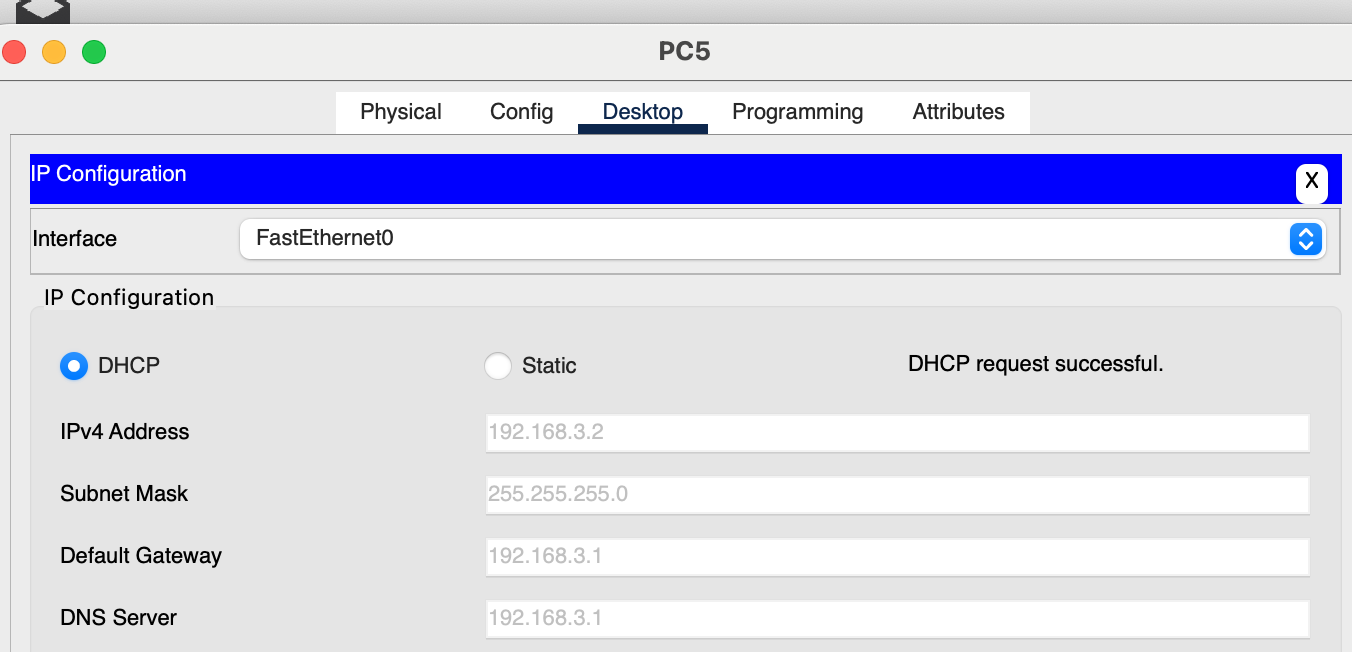 PC5
Physical Config Desktop Programming Attributes
IP Configuration
X
Interface FastEthernet0
IP Configuration
DHCP Static DHCP request successful.
IPv4 Address 192.168.3.2
Subnet Mask 255.255.255.0
Default Gateway 192.168.3.1
DNS Server 192.168.3.1